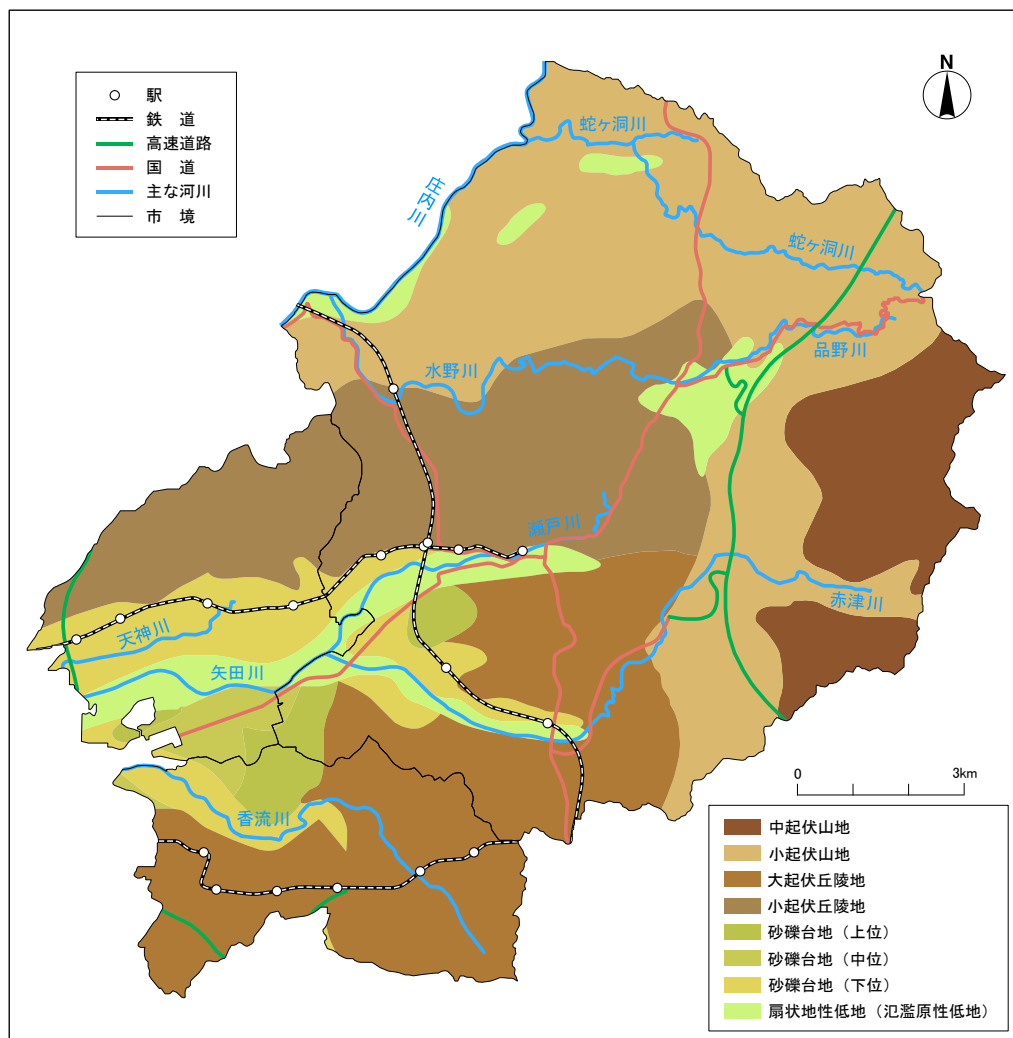 N
駅
鉄 道
高速道路
国 道
主な河川
市 境
蛇ヶ洞川
庄内川
蛇ヶ洞川
品野川
水野川
瀬戸川
赤津川
天神川
矢田川
香流川
0 3km
中起伏山地
小起伏山地
大起伏丘陵地
小起伏丘陵地
砂礫台地（上位）
砂礫台地（中位）
砂礫台地（下位）
扇状地性低地（氾濫原性低地）